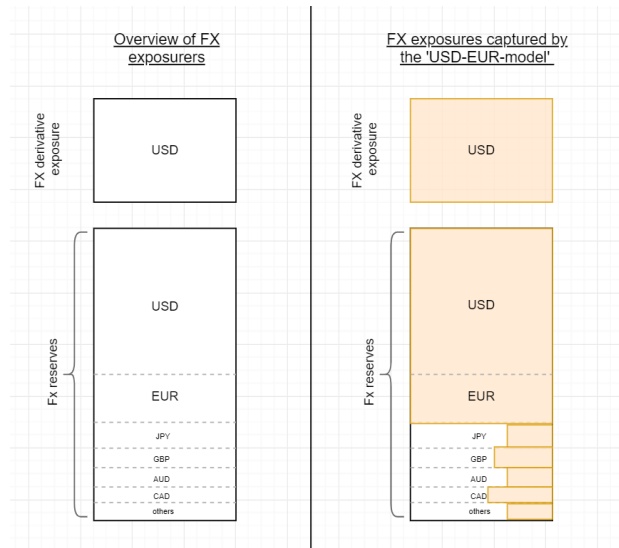 Overview of FX
exposurers
FX derivative
exposure
USD
Fx reserves
USD
EUR
JPY
GBP
AUD
CAD
others
FX exposures captured by
the 'USD-EUR-model'
FX derivative
exposure
USD
Fx reserves
USD
EUR
JPY
GBP
AUD
CAD
others